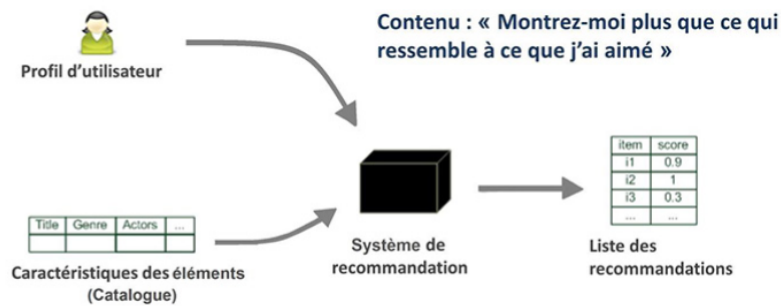 Contenu : « Montrez-moi plus que ce qui
ressemble à ce que j'ai aimé »
Profil d'utilisateur
item score
i1 0.9
i2 1
i3 0.3
... ...
Title Genre Actors ...
Système de
recommandation
Liste des
recommandations
Caractéristiques des éléments
(Catalogue)